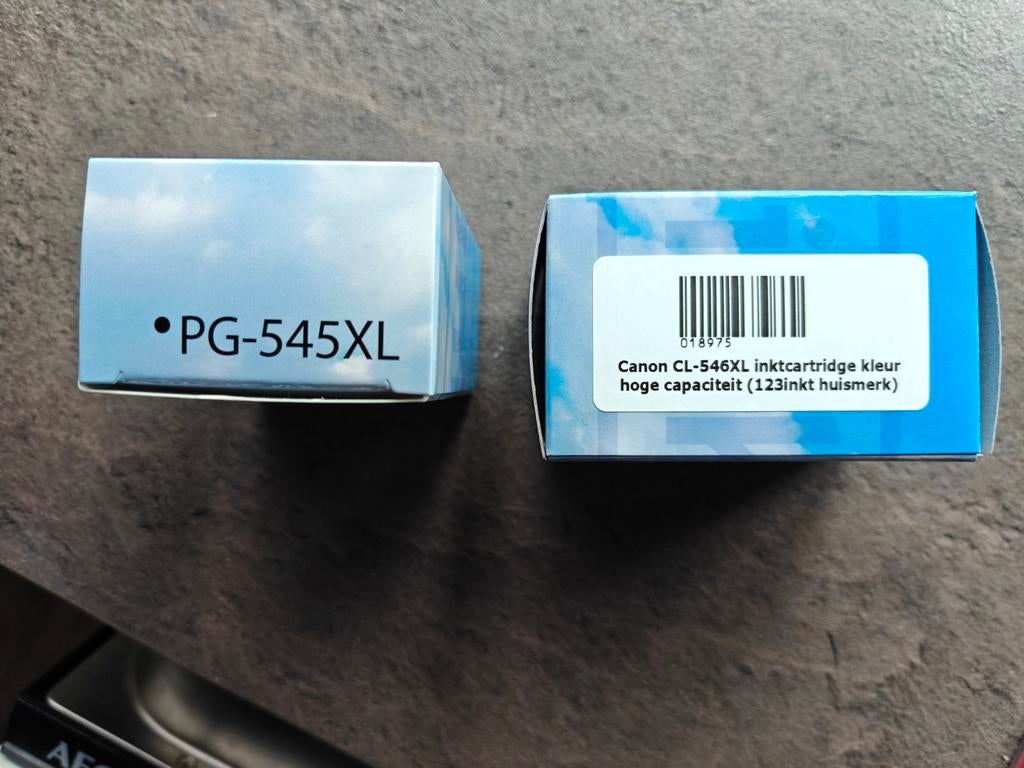 •PG-545XL
018975
Canon CL-546XL inktcartridge kleur
hoge capaciteit (123inkt huismerk)